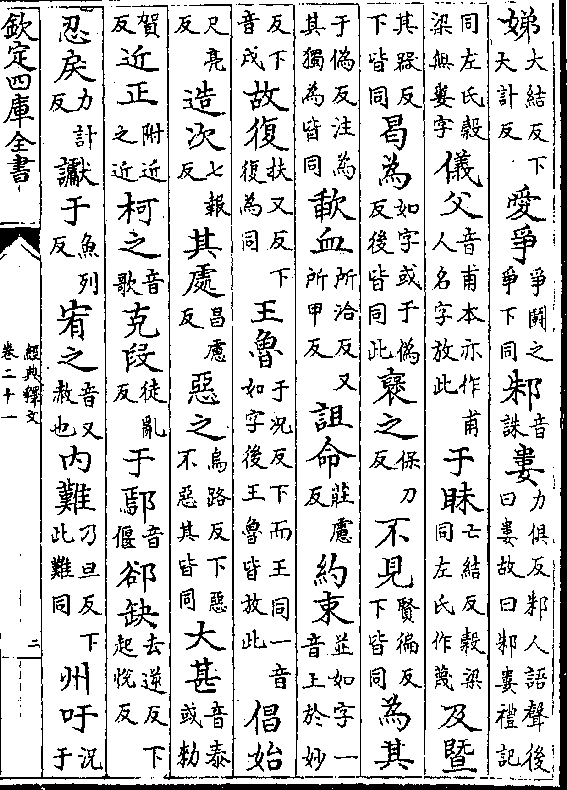 娣大結反下天計反愛爭爭鬭之爭下同邾音誅婁力俱反邾人語聲後曰婁故曰邾婁禮記
同左氏穀梁無婁字儀父音甫本亦作甫人名字放此于眛亡結反穀梁同左氏作蔑及暨
其器反下皆同曷為如字或于偽反後皆同此襃之保刀反不見賢徧反下皆同為其
于偽反注為其獨為皆同歃血所洽反又所甲反詛命莊慮反約束並如字一音上於妙
反下音戍故復扶又反下復為同王魯于況反下而王同一音如字後王魯皆放此倡始
尺亮反造次七報反其處昌慮反惡之烏路反下惡不惡其皆同大甚音泰或勑
賀反近正附近之近柯之音歌克段徒亂反于鄢音偃郤缺去逆反下起悅反
忍戾力計反讞于魚列反宥之音又赦也內難乃旦反下此難同州吁況于
欽定四庫全書
經典釋文
卷二十一
二